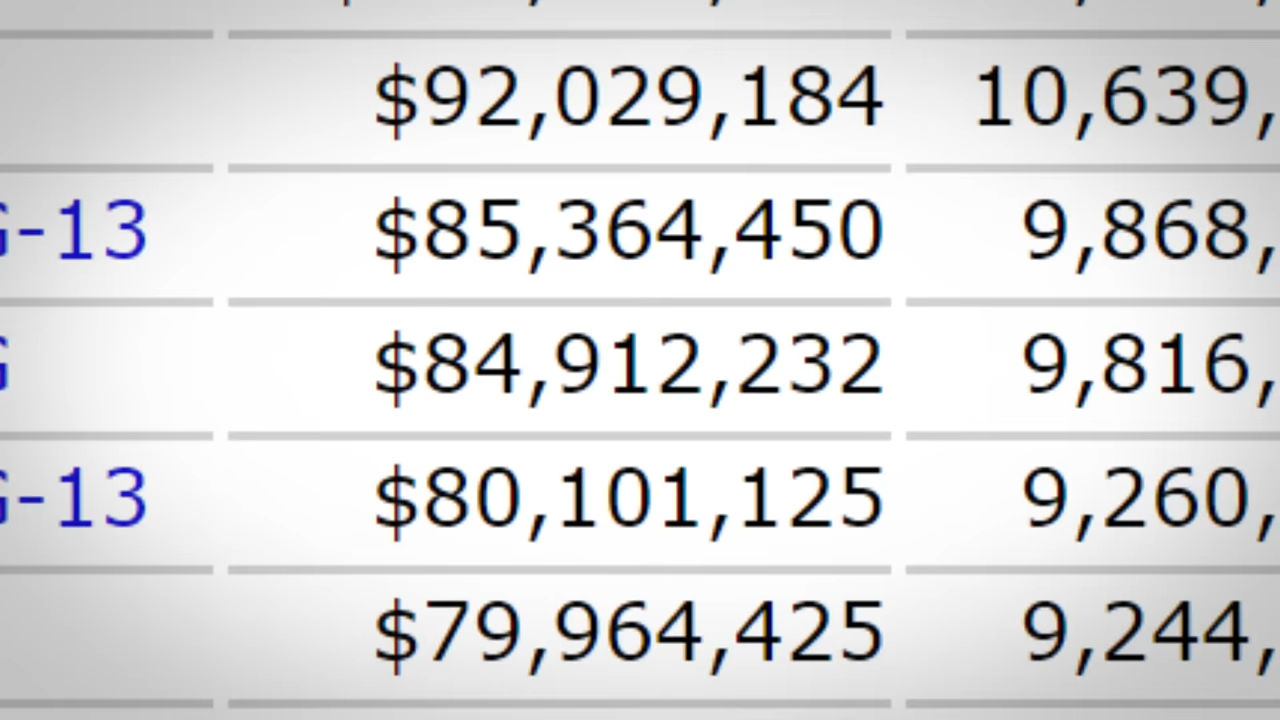 $92,029,184 10,639,
-13 $85,364,450 9,868,
$84,912,232 9,816,
-13 $80,101,125 9,260,
$79,964,425 9,244,